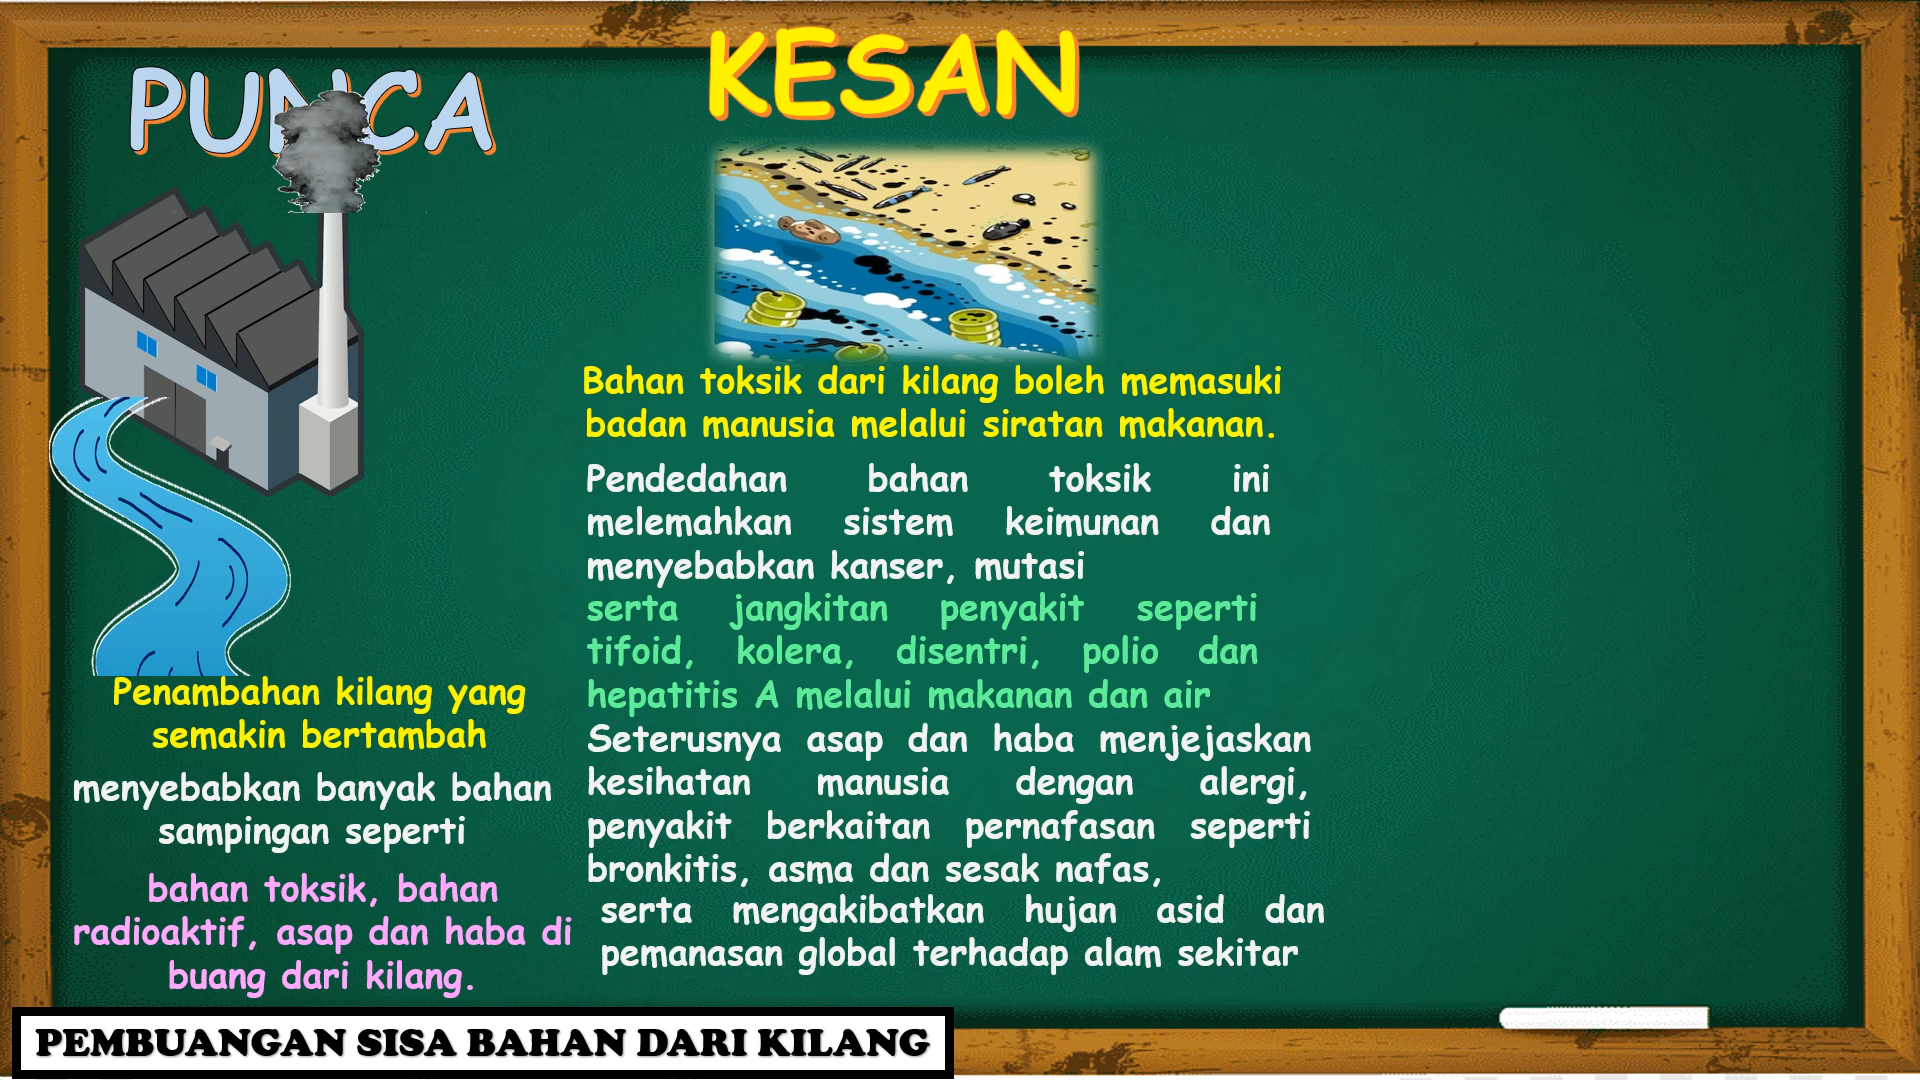 PUNCA
Penambahan kilang yang
semakin bertambah
menyebabkan banyak bahan
sampingan seperti
bahan toksik, bahan
radioaktif, asap dan haba di
buang dari kilang.
KESAN
Bahan toksik dari kilang boleh memasuki
badan manusia melalui siratan makanan.
Pendedahan bahan toksik ini
melemahkan sistem keimunan dan
menyebabkan kanser, mutasi
serta jangkitan penyakit seperti
tifoid, kolera, disentri, polio dan
hepatitis A melalui makanan dan air
Seterusnya asap dan haba menjejaskan
kesihatan manusia dengan alergi,
penyakit berkaitan pernafasan seperti
bronkitis, asma dan sesak nafas,
serta mengakibatkan hujan asid dan
pemanasan global terhadap alam sekitar
PEMBUANGAN SISA BAHAN DARI KILANG